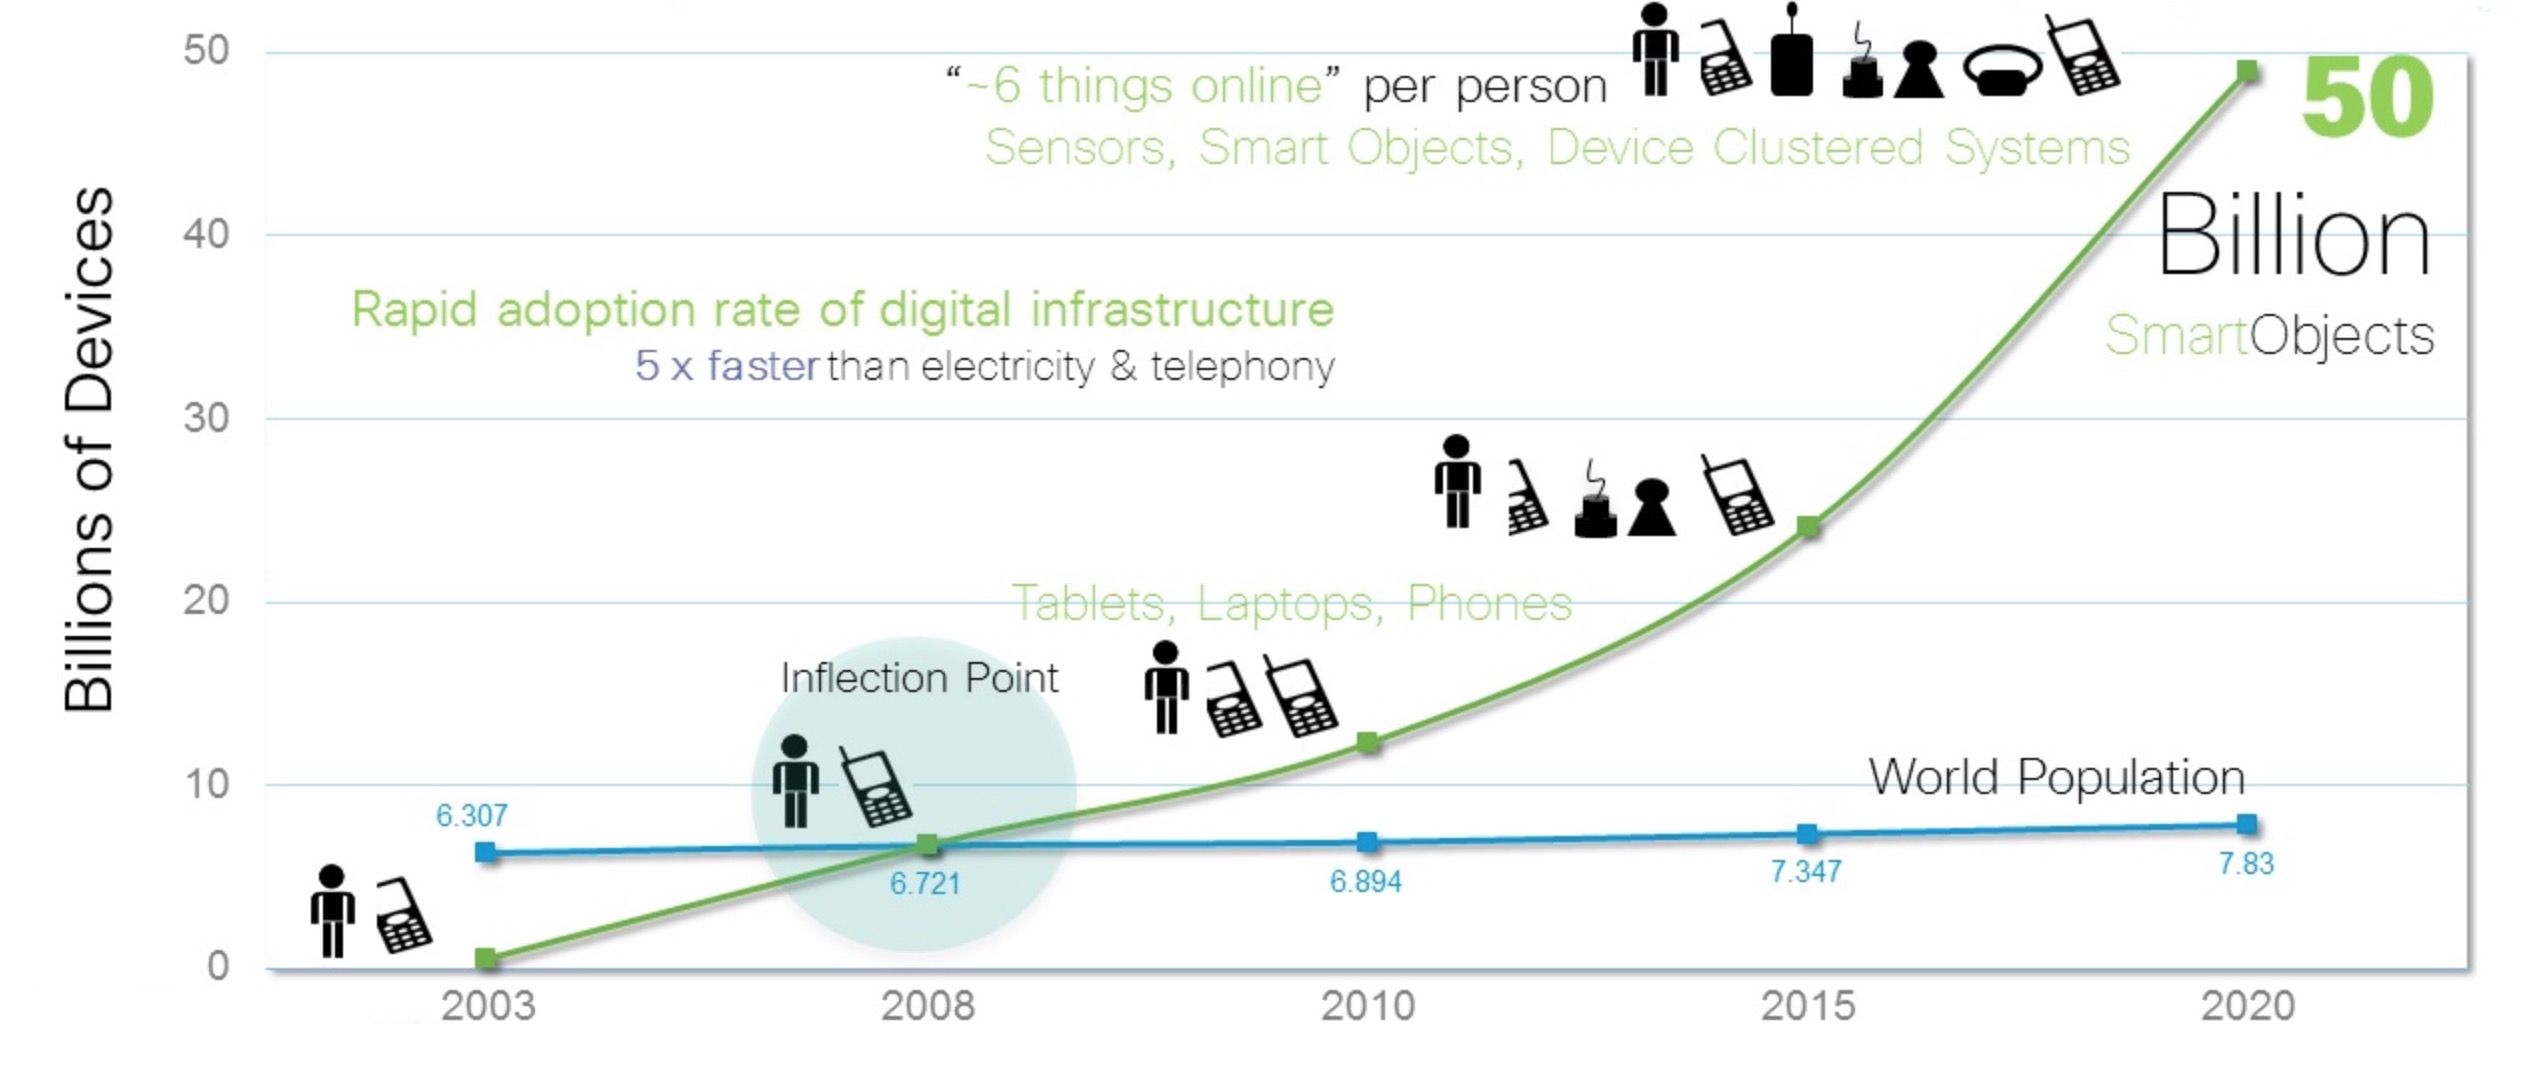 50
“~6 things online” per person
50
Sensors, Smart Objects, Device Clustered Systems
Billion
40
SmartObjects
Rapid adoption rate of digital infrastructure
5 x faster than electricity & telephony
Billions of Devices
30
20
Tablets, Laptops, Phones
Inflection Point
10
World Population
6.307
6.721
6.894
7.347
7.83
0
2003 2008 2010 2015 2020